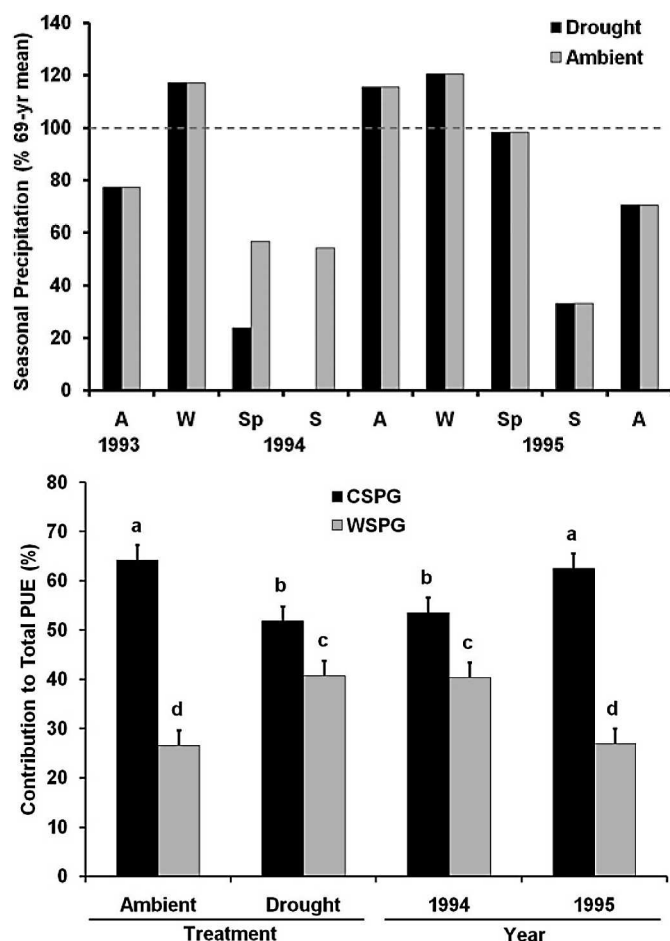 Seasonal Precipitation (% 69-yr mean)
140
120
100
80
60
40
20
0
Drought
Ambient
A W Sp S A W Sp S A
1993 1994 1995
Contribution to Total PUE (%)
80
70
60
50
40
30
20
10
0
CSPG
WSPG
a d b c b c a d
Ambient Drought 1994 1995
Treatment Year